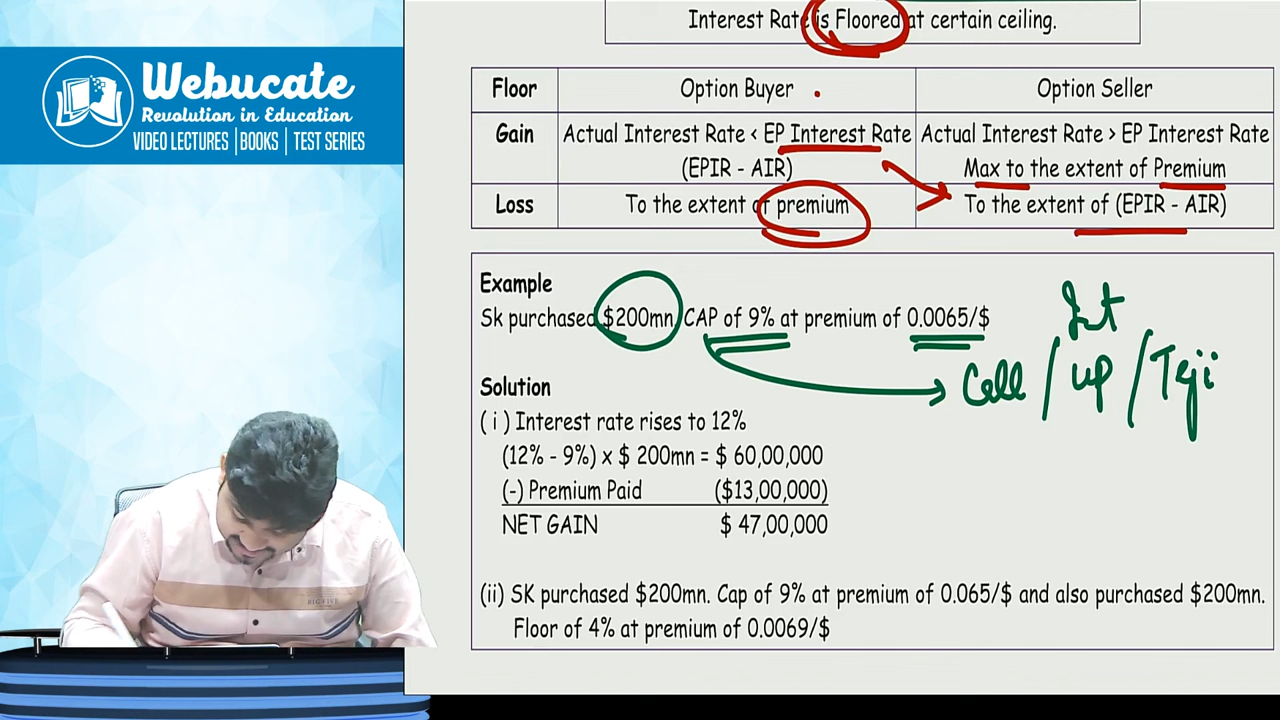 Webucate
Revolution in Education
VIDEO LECTURES | BOOKS | TEST SERIES
Interest Rate is Floored at certain ceiling.
Floor Option Buyer Option Seller
Gain Actual Interest Rate < EP Interest Rate Actual Interest Rate > EP Interest Rate
(EPIR - AIR) Max to the extent of Premium
Loss To the extent of premium To the extent of (EPIR - AIR)
Example
Sk purchased $200mn. CAP of 9% at premium of 0.0065/$
Int
Call / up / Teji
Solution
( i ) Interest rate rises to 12%
(12% - 9%) x $ 200mn = $ 60,00,000
(-) Premium Paid ($13,00,000)
NET GAIN $ 47,00,000
(ii) SK purchased $200mn. Cap of 9% at premium of 0.065/$ and also purchased $200mn.
Floor of 4% at premium of 0.0069/$